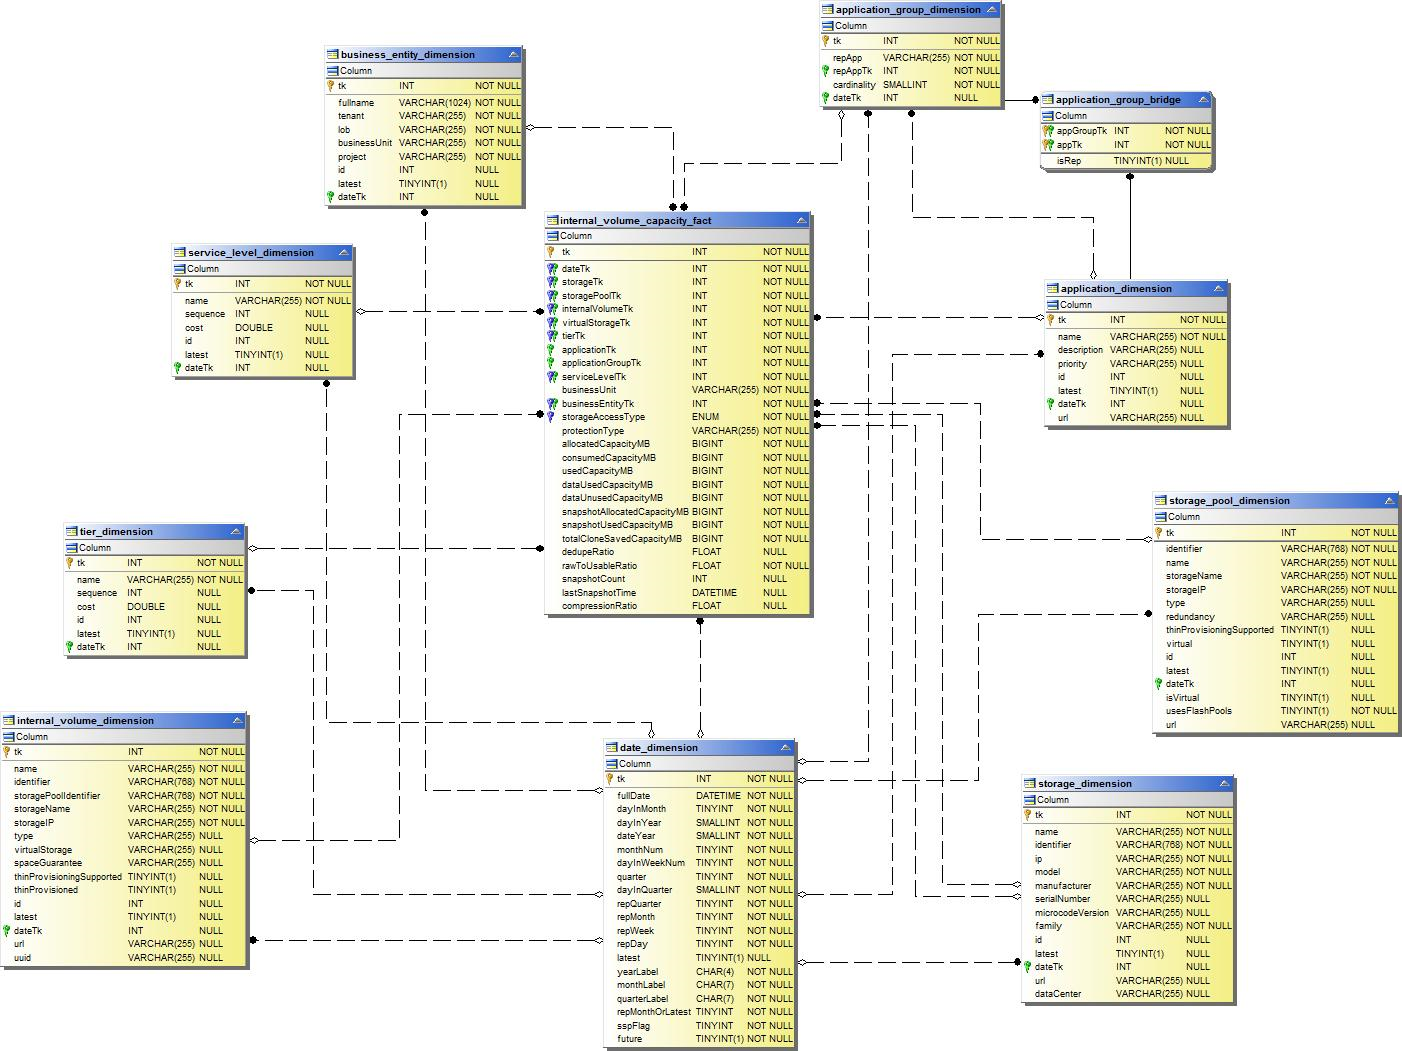 application_group_dimension
Column
tk INT NOT NULL
repApp VARCHAR(255) NOT NULL
repAppTk INT NOT NULL
cardinality SMALLINT NOT NULL
dateTk INT NULL
business_entity_dimension
Column
tk INT NOT NULL
fullname VARCHAR(1024) NOT NULL
tenant VARCHAR(255) NOT NULL
lob VARCHAR(255) NOT NULL
businessUnit VARCHAR(255) NOT NULL
project VARCHAR(255) NOT NULL
id INT NULL
latest TINYINT(1) NULL
dateTk INT NULL
application_group_bridge
Column
appGroupTk INT NOT NULL
appTk INT NOT NULL
isRep TINYINT(1) NULL
internal_volume_capacity_fact
Column
tk INT NOT NULL
dateTk INT NOT NULL
storageTk INT NOT NULL
storagePoolTk INT NOT NULL
internalVolumeTk INT NOT NULL
virtualStorageTk INT NOT NULL
tierTk INT NOT NULL
applicationTk INT NOT NULL
applicationGroupTk INT NOT NULL
serviceLevelTk INT NOT NULL
businessUnit VARCHAR(255) NOT NULL
businessEntityTk INT NOT NULL
storageAccessType ENUM NOT NULL
protectionType VARCHAR(255) NOT NULL
allocatedCapacityMB BIGINT NOT NULL
consumedCapacityMB BIGINT NOT NULL
usedCapacityMB BIGINT NOT NULL
dataUsedCapacityMB BIGINT NOT NULL
dataUnusedCapacityMB BIGINT NOT NULL
snapshotAllocatedCapacityMB BIGINT NOT NULL
snapshotUsedCapacityMB BIGINT NOT NULL
totalCloneSavedCapacityMB BIGINT NOT NULL
dedupeRatio FLOAT NULL
rawToUsableRatio FLOAT NOT NULL
snapshotCount INT NULL
lastSnapshotTime DATETIME NULL
compressionRatio FLOAT NULL
service_level_dimension
Column
tk INT NOT NULL
name VARCHAR(255) NOT NULL
sequence INT NULL
cost DOUBLE NULL
id INT NULL
latest TINYINT(1) NULL
dateTk INT NULL
application_dimension
Column
tk INT NOT NULL
name VARCHAR(255) NOT NULL
description VARCHAR(255) NULL
priority VARCHAR(255) NULL
id INT NULL
latest TINYINT(1) NULL
dateTk INT NULL
url VARCHAR(255) NULL
storage_pool_dimension
Column
tk INT NOT NULL
identifier VARCHAR(768) NOT NULL
name VARCHAR(255) NOT NULL
storageName VARCHAR(255) NOT NULL
storageIP VARCHAR(255) NOT NULL
type VARCHAR(255) NULL
redundancy VARCHAR(255) NULL
thinProvisioningSupported TINYINT(1) NULL
virtual TINYINT(1) NULL
id INT NULL
latest TINYINT(1) NULL
dateTk INT NULL
isVirtual TINYINT(1) NULL
usesFlashPools TINYINT(1) NOT NULL
url VARCHAR(255) NULL
tier_dimension
Column
tk INT NOT NULL
name VARCHAR(255) NOT NULL
sequence INT NULL
cost DOUBLE NULL
id INT NULL
latest TINYINT(1) NULL
dateTk INT NULL
internal_volume_dimension
Column
tk INT NOT NULL
name VARCHAR(255) NOT NULL
identifier VARCHAR(768) NOT NULL
storagePoolIdentifier VARCHAR(768) NOT NULL
storageName VARCHAR(255) NOT NULL
storageIP VARCHAR(255) NOT NULL
type VARCHAR(255) NULL
virtualStorage VARCHAR(255) NULL
spaceGuarantee VARCHAR(255) NULL
thinProvisioningSupported TINYINT(1) NULL
thinProvisioned TINYINT(1) NULL
id INT NULL
latest TINYINT(1) NULL
dateTk INT NULL
url VARCHAR(255) NULL
uuid VARCHAR(255) NULL
date_dimension
Column
tk INT NOT NULL
fullDate DATETIME NOT NULL
dayInMonth TINYINT NOT NULL
dayInYear SMALLINT NOT NULL
dateYear SMALLINT NOT NULL
monthNum TINYINT NOT NULL
dayInWeekNum TINYINT NOT NULL
quarter TINYINT NOT NULL
dayInQuarter SMALLINT NOT NULL
repQuarter TINYINT NOT NULL
repMonth TINYINT NOT NULL
repWeek TINYINT NOT NULL
repDay TINYINT NOT NULL
latest TINYINT(1) NULL
yearLabel CHAR(4) NOT NULL
monthLabel CHAR(7) NOT NULL
quarterLabel CHAR(7) NOT NULL
repMonthOrLatest TINYINT NOT NULL
sspFlag TINYINT NOT NULL
future TINYINT(1) NOT NULL
storage_dimension
Column
tk INT NOT NULL
name VARCHAR(255) NOT NULL
identifier VARCHAR(768) NOT NULL
ip VARCHAR(255) NOT NULL
model VARCHAR(255) NOT NULL
manufacturer VARCHAR(255) NOT NULL
serialNumber VARCHAR(255) NULL
microcodeVersion VARCHAR(255) NULL
family VARCHAR(255) NOT NULL
id INT NULL
latest TINYINT(1) NULL
dateTk INT NULL
url VARCHAR(255) NULL
dataCenter VARCHAR(255) NULL